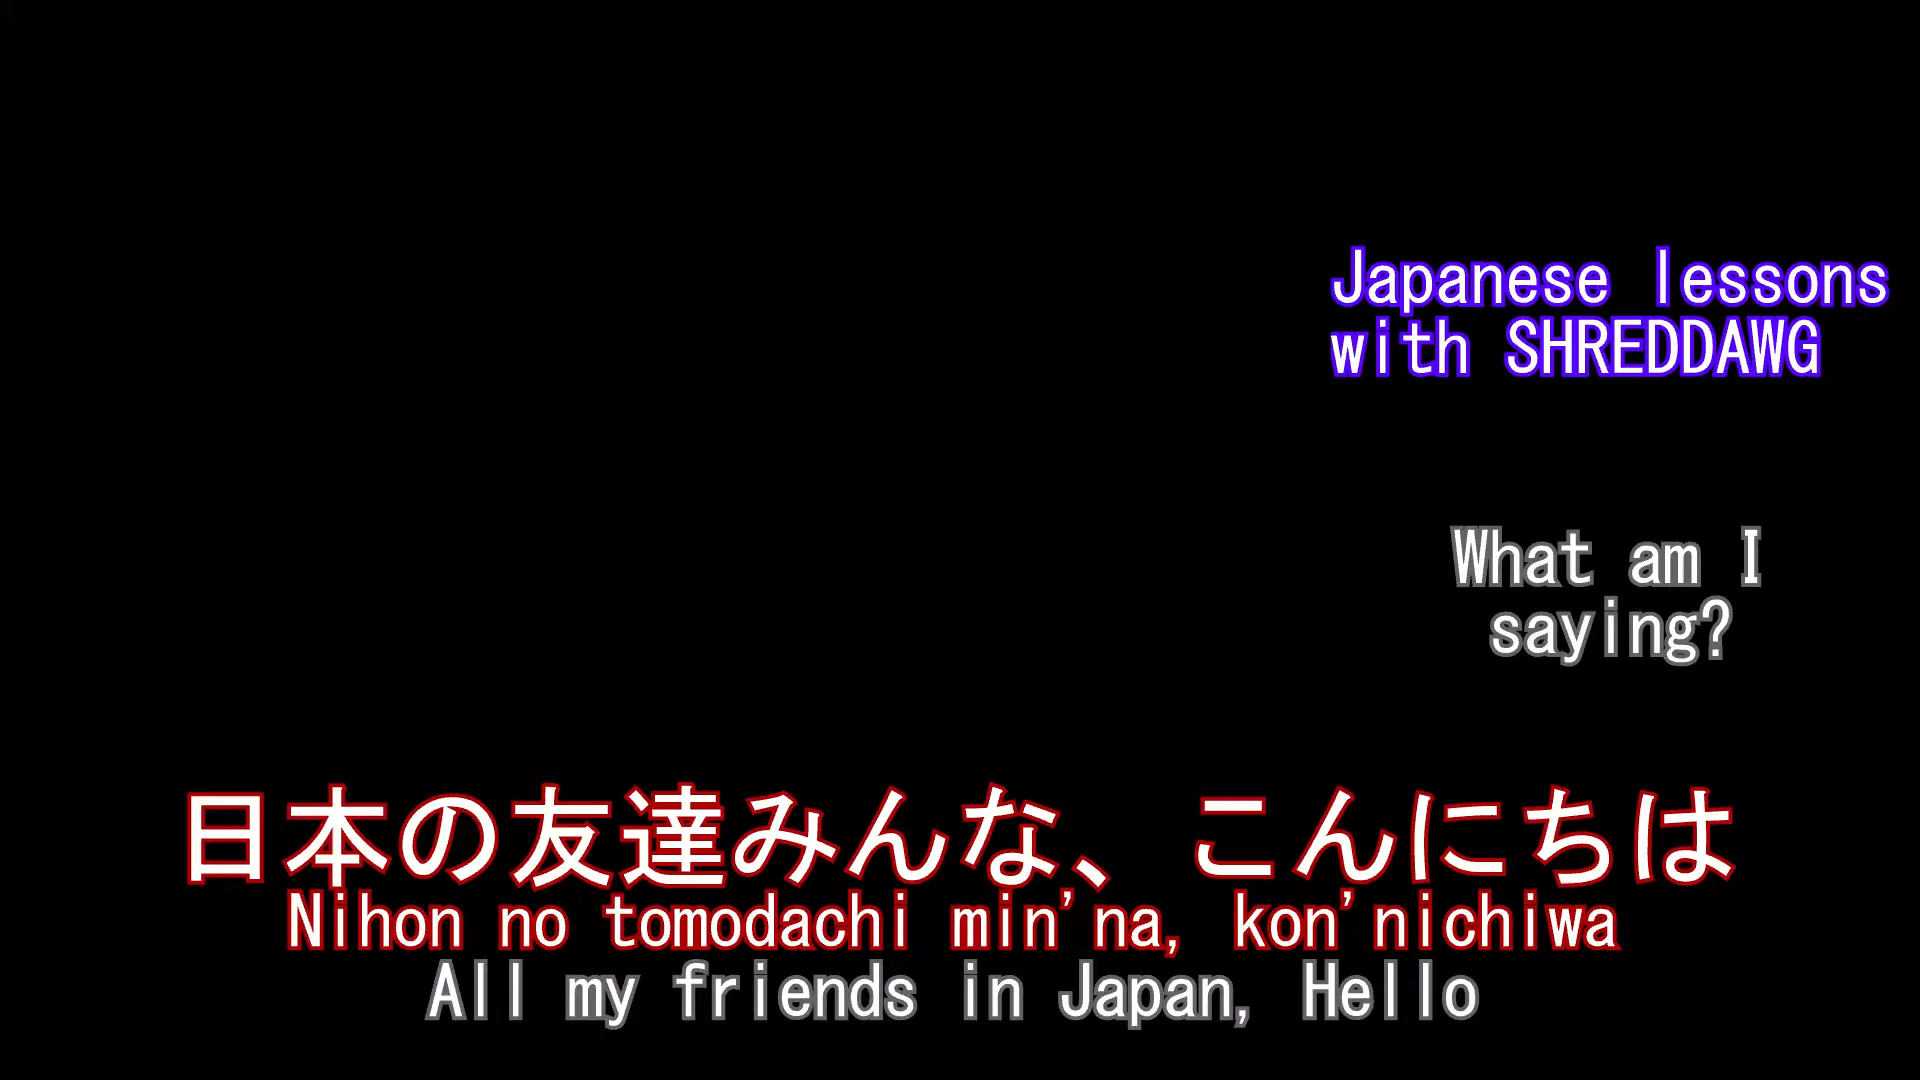 Japanese lessons
with SHREDDAWG
What am I
saying?
日本の友達みんな、こんにちは
Nihon no tomodachi min'na, kon'nichiwa
All my friends in Japan, Hello